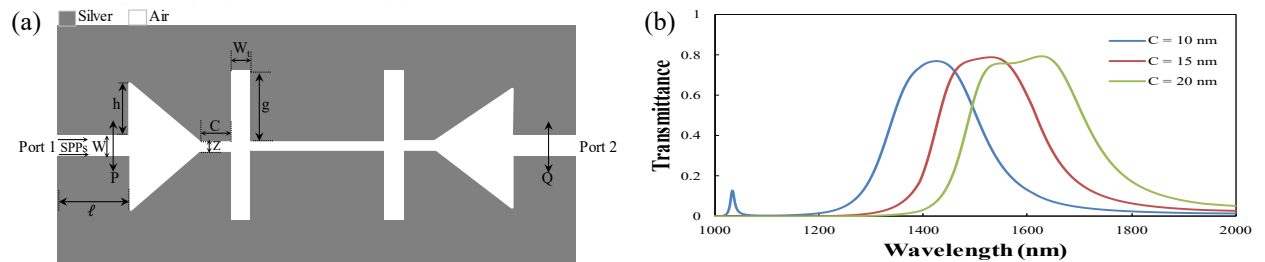 (a)
Silver
Air
W
h
g
C
Port 1
SPPs
W
Z
Port 2
P
Q
ℓ
(b)
Transmittance
1
0.8
0.6
0.4
0.2
0
C = 10 nm
C = 15 nm
C = 20 nm
1000 1200 1400 1600 1800 2000
Wavelength (nm)